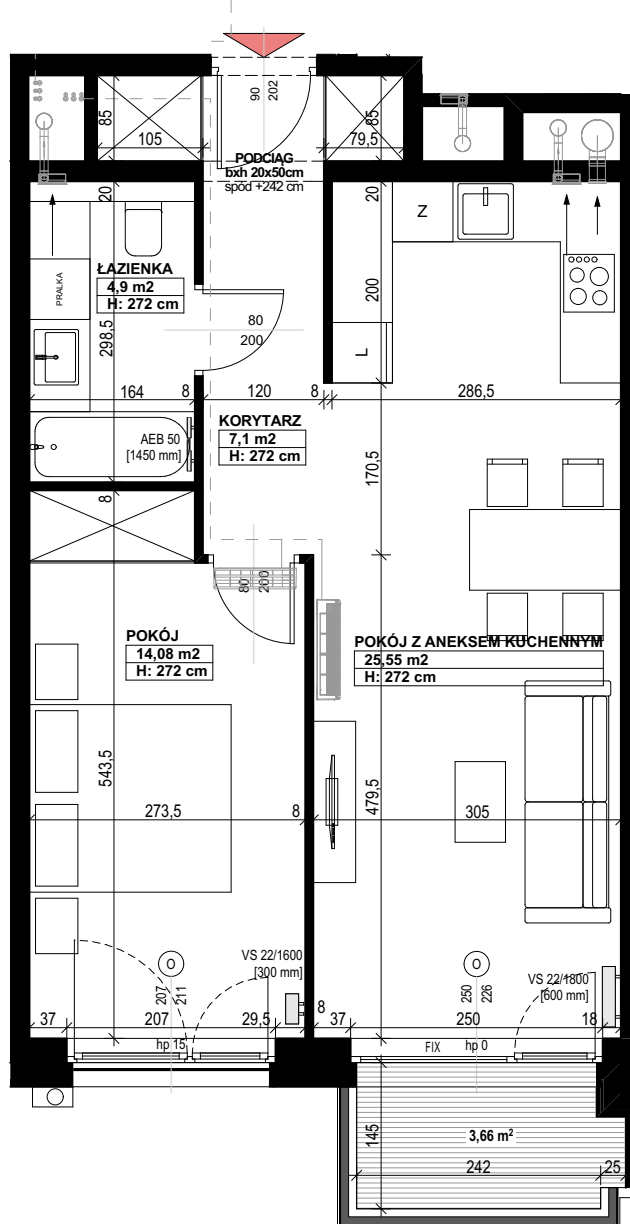 90
202
85
105
85
79,5
PODCIĄG
bxh 20x50cm
spód +242 cm
20
20
Z
ŁAZIENKA
4,9 m2
H: 272 cm
PRALKA
200
298,5
80
200
L
164
8
120
8
286,5
KORYTARZ
7,1 m2
H: 272 cm
AEB 50
[1450 mm]
170,5
8
80
200
POKÓJ
14,08 m2
H: 272 cm
POKÓJ Z ANEKSEM KUCHENNYM
25,55 m2
H: 272 cm
543,5
479,5
273,5
8
305
VS 22/1600
[300 mm]
O
207
211
O
250
226
VS 22/1800
[600 mm]
37
207
29,5
8
37
250
18
hp 15
FIX
hp 0
145
3,66 m²
242
25